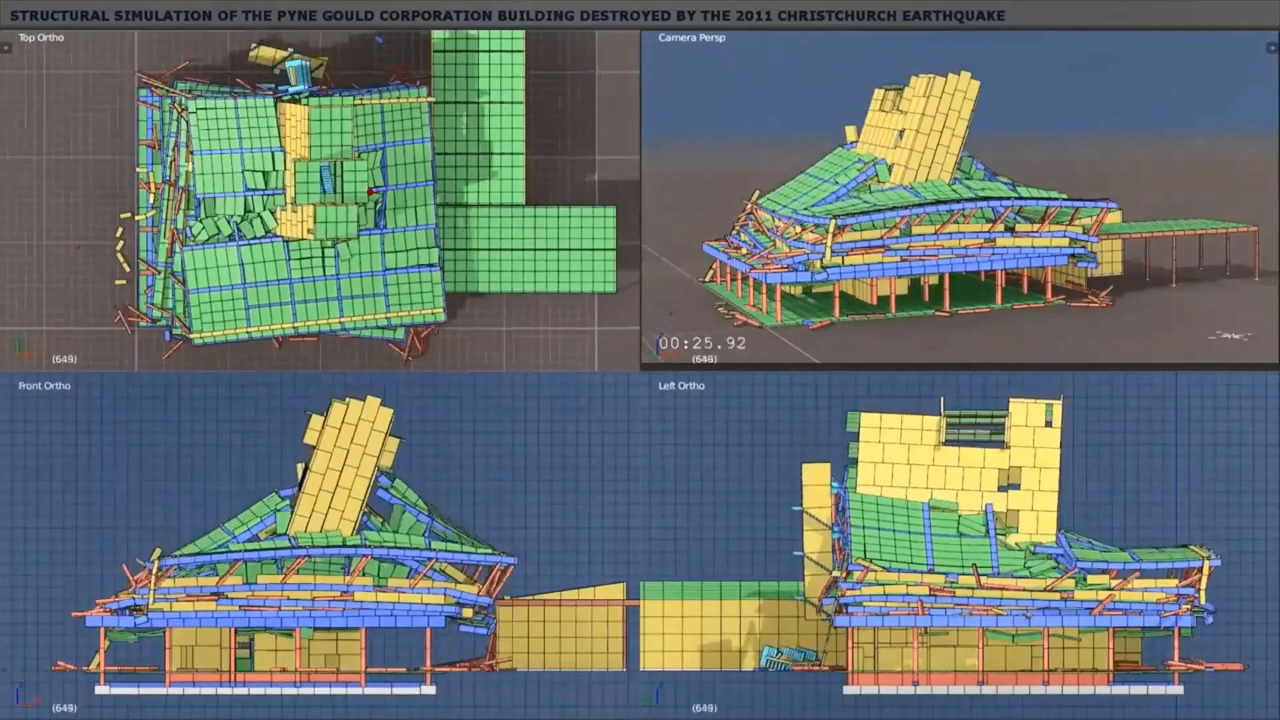 STRUCTURAL SIMULATION OF THE PYNE GOULD CORPORATION BUILDING DESTROYED BY THE 2011 CHRISTCHURCH EARTHQUAKE
Top Ortho
Camera Persp
(649)
00:25.92
(649)
Front Ortho
Left Ortho
(649)
(649)